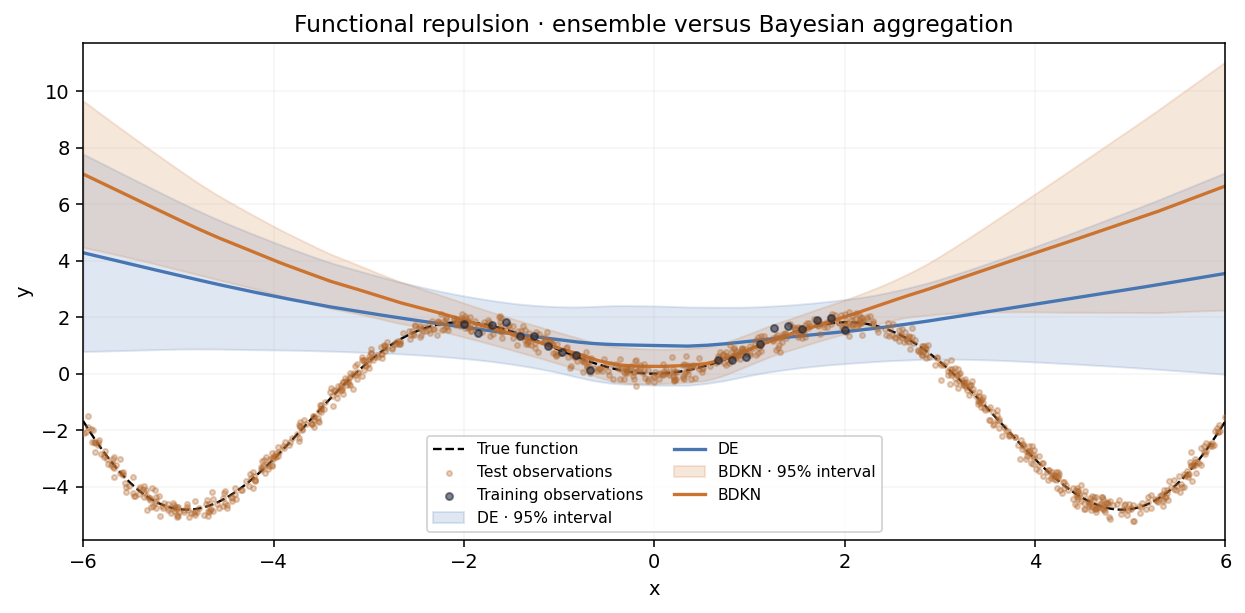 Functional repulsion · ensemble versus Bayesian aggregation
y
10
8
6
4
2
0
−2
−4
True function
Test observations
Training observations
DE · 95% interval
DE
BDKN · 95% interval
BDKN
−6
−4
−2
0
2
4
6
x